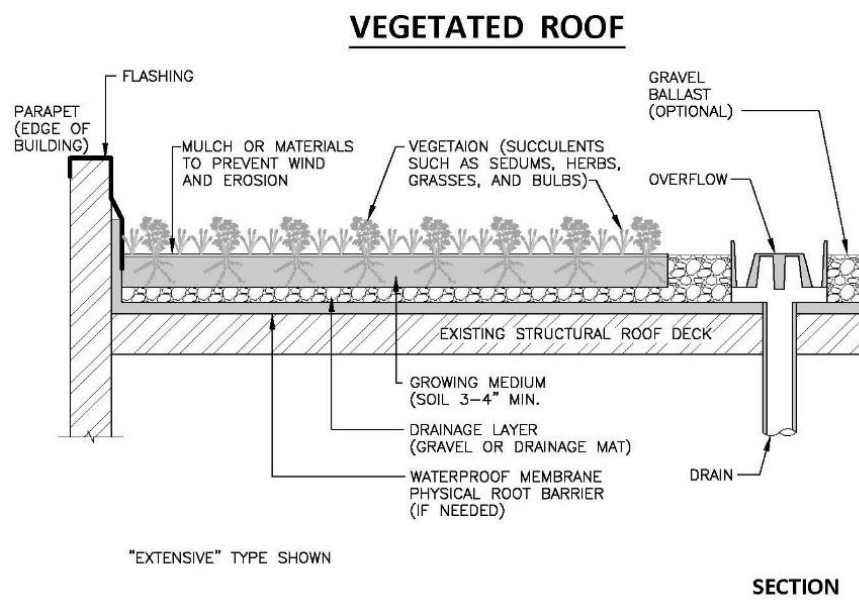 VEGETATED ROOF
FLASHING
PARAPET
(EDGE OF
BUILDING)
MULCH OR MATERIALS
TO PREVENT WIND
AND EROSION
VEGETAION (SUCCULENTS
SUCH AS SEDUMS, HERBS,
GRASSES, AND BULBS)
GRAVEL
BALLAST
(OPTIONAL)
OVERFLOW
EXISTING STRUCTURAL ROOF DECK
GROWING MEDIUM
(SOIL 3-4" MIN.
DRAINAGE LAYER
(GRAVEL OR DRAINAGE MAT)
WATERPROOF MEMBRANE
PHYSICAL ROOT BARRIER
(IF NEEDED)
DRAIN
"EXTENSIVE" TYPE SHOWN
SECTION